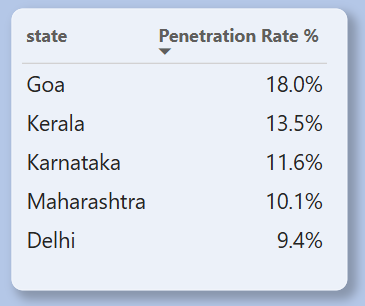 state Penetration Rate %
Goa 18.0%
Kerala 13.5%
Karnataka 11.6%
Maharashtra 10.1%
Delhi 9.4%